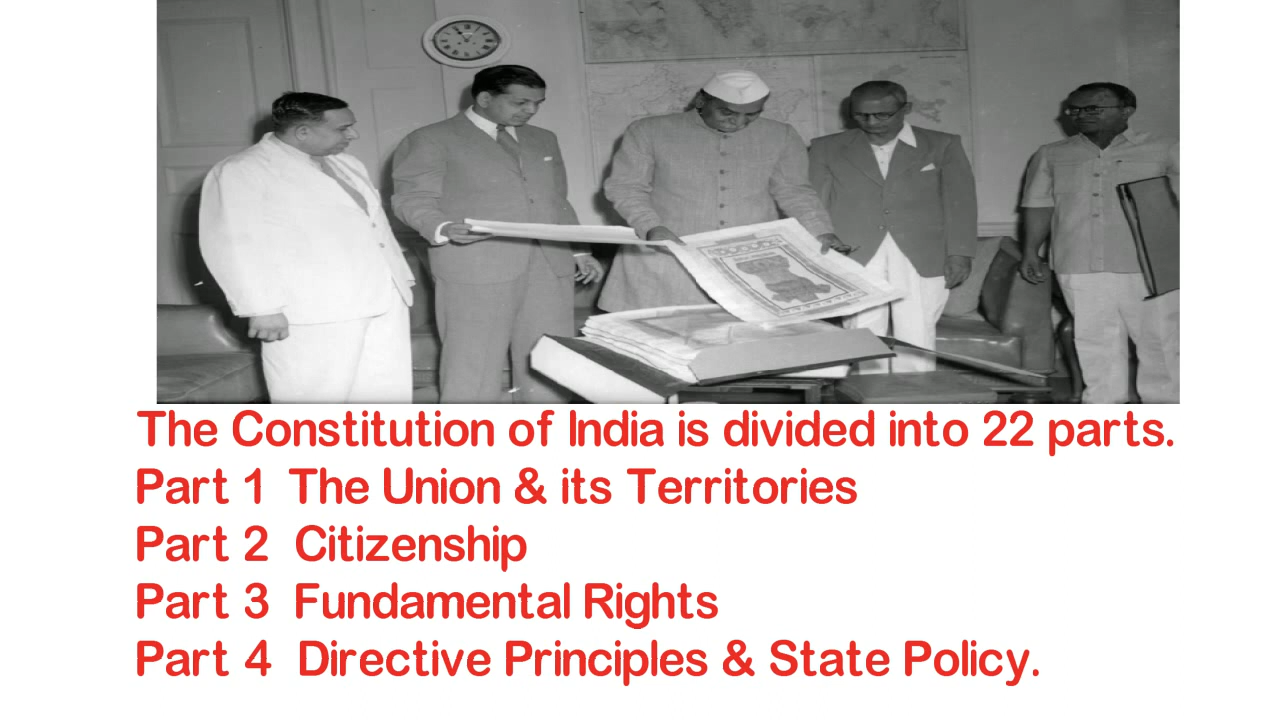 The Constitution of India is divided into 22 parts.
Part 1 The Union & its Territories
Part 2 Citizenship
Part 3 Fundamental Rights
Part 4 Directive Principles & State Policy.